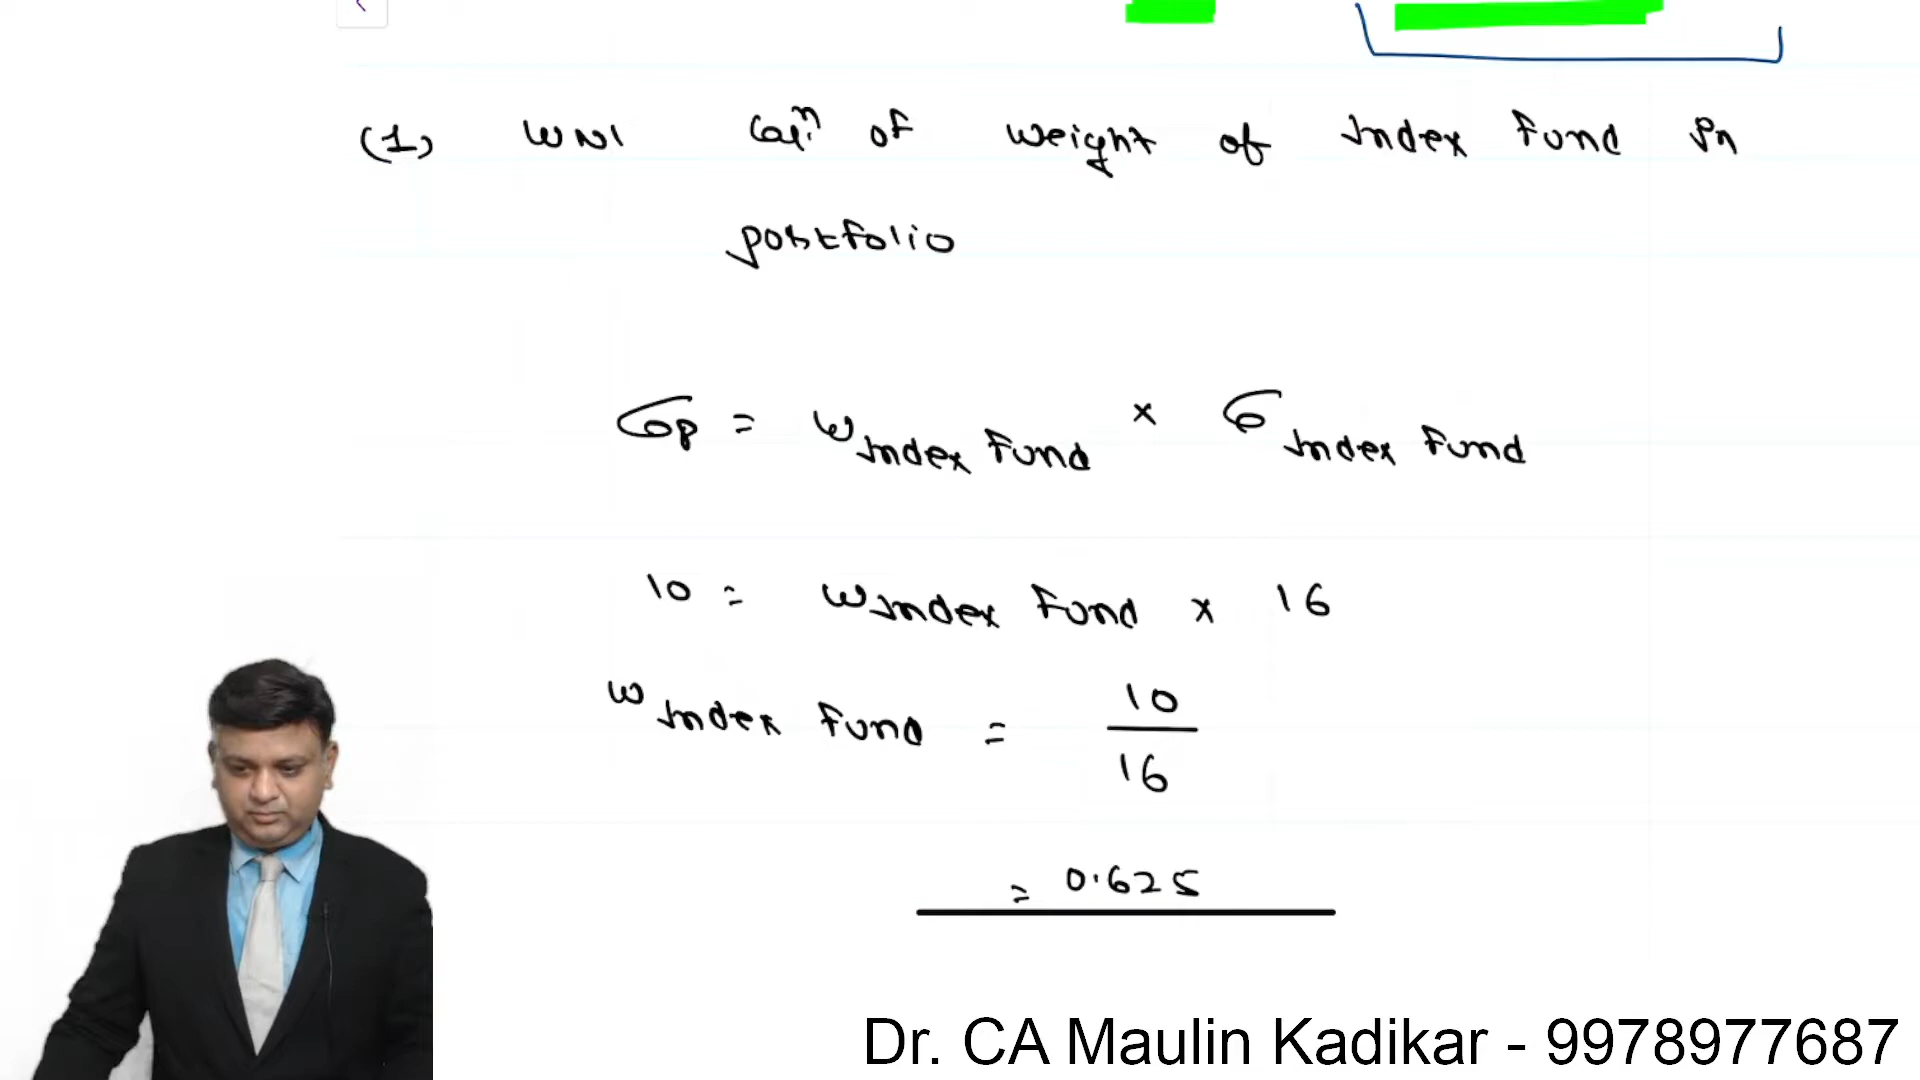 (1) WN1 Calⁿ of Weight of Index Fund in
portfolio
σp = W Index Fund × σ Index Fund
10 = W Index Fund × 16
W Index Fund = 10/16
= 0.625
Dr. CA Maulin Kadikar - 9978977687